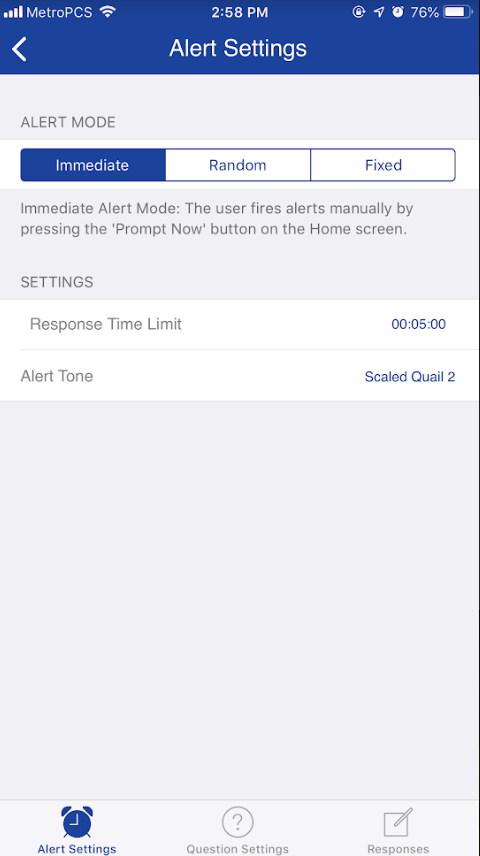 MetroPCS 2:58 PM 76%
Alert Settings
ALERT MODE
Immediate Random Fixed
Immediate Alert Mode: The user fires alerts manually by
pressing the 'Prompt Now' button on the Home screen.
SETTINGS
Response Time Limit 00:05:00
Alert Tone Scaled Quail 2
Alert Settings Question Settings Responses